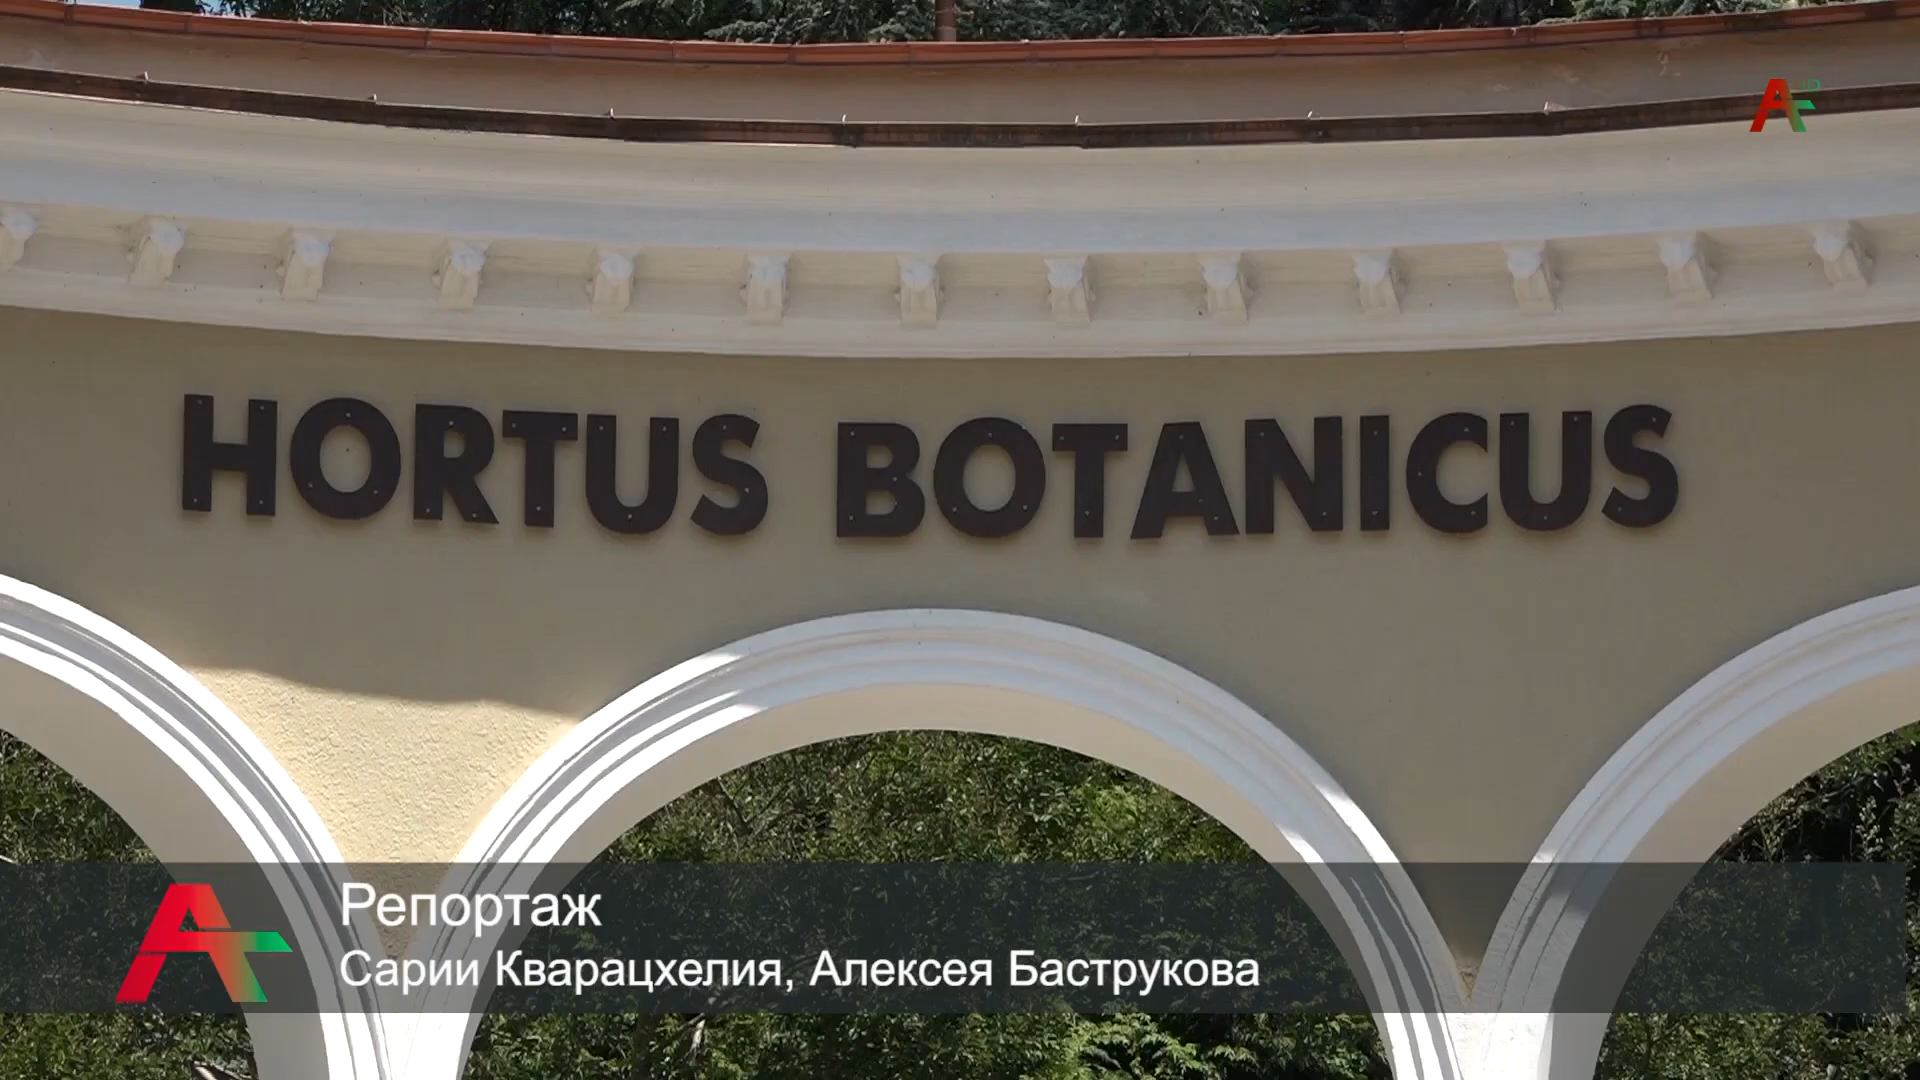 HORTUS BOTANICUS
Репортаж
Сарии Кварацхелия, Алексея Баструкова